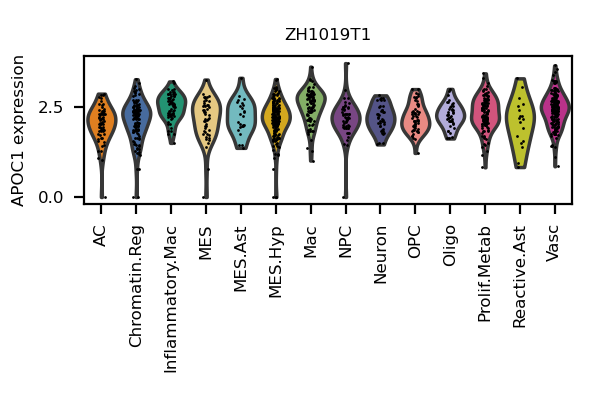 ZH1019T1
APOC1 expression
2.5
0.0
AC
Chromatin.Reg
Inflammatory.Mac
MES
MES.Ast
MES.Hyp
Mac
NPC
Neuron
OPC
Oligo
Prolif.Metab
Reactive.Ast
Vasc